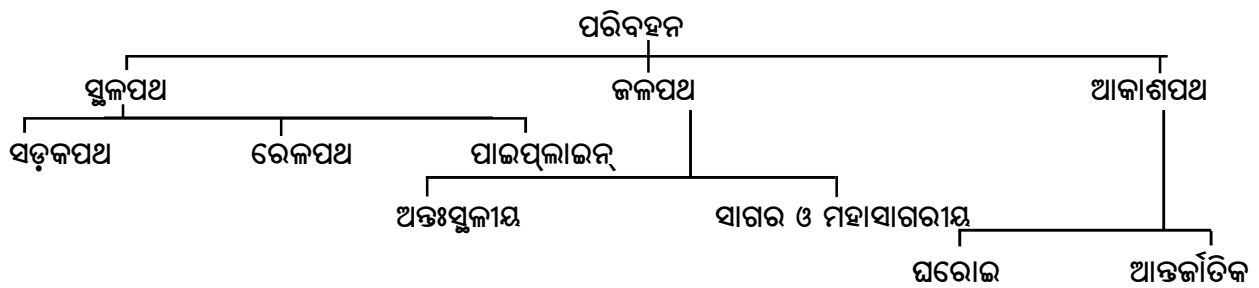 ପରିବହନ
ସ୍ଥଳପଥ ଜଳପଥ ଆକାଶପଥ
ସଡ଼କପଥ ରେଳପଥ ପାଇପ୍‌ଲାଇନ୍
ଅନ୍ତଃସ୍ଥଳୀୟ ସାଗର ଓ ମହାସାଗରୀୟ
ଘରୋଇ ଆନ୍ତର୍ଜାତିକ